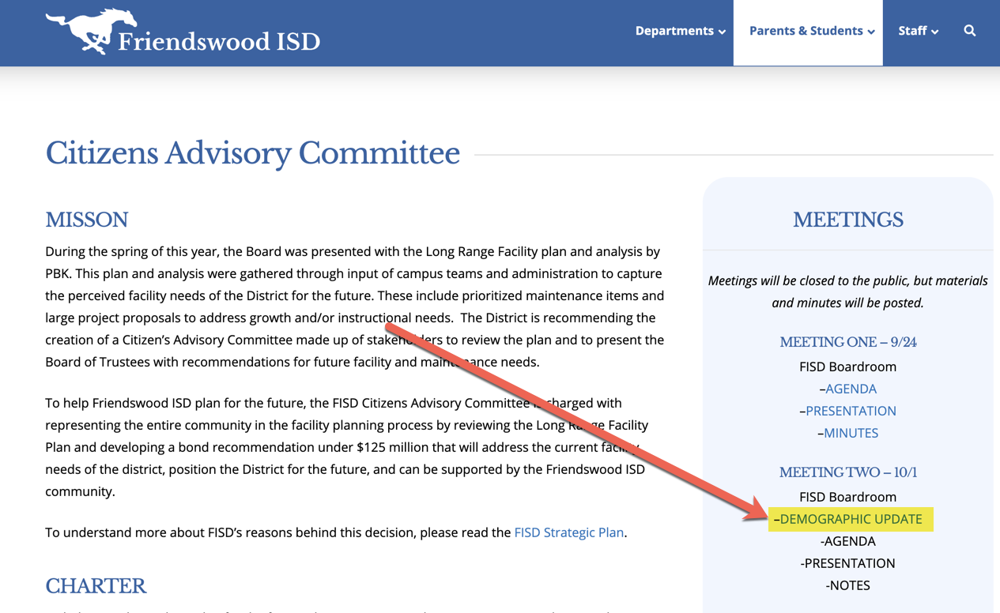 Friendswood ISD
Departments
Parents & Students
Staff
Citizens Advisory Committee
MISSON
During the spring of this year, the Board was presented with the Long Range Facility plan and analysis by
PBK. This plan and analysis were gathered through input of campus teams and administration to capture
the perceived facility needs of the District for the future. These include prioritized maintenance items and
large project proposals to address growth and/or instructional needs.  The District is recommending the
creation of a Citizen’s Advisory Committee made up of stakeholders to review the plan and to present the
Board of Trustees with recommendations for future facility and maintenance needs.
To help Friendswood ISD plan for the future, the FISD Citizens Advisory Committee is charged with
representing the entire community in the facility planning process by reviewing the Long Range Facility
Plan and developing a bond recommendation under $125 million that will address the current facility
needs of the district, position the District for the future, and can be supported by the Friendswood ISD
community.
To understand more about FISD’s reasons behind this decision, please read the FISD Strategic Plan.
CHARTER
MEETINGS
Meetings will be closed to the public, but materials
and minutes will be posted.
MEETING ONE – 9/24
FISD Boardroom
–AGENDA
–PRESENTATION
–MINUTES
MEETING TWO – 10/1
FISD Boardroom
–DEMOGRAPHIC UPDATE
-AGENDA
-PRESENTATION
-NOTES